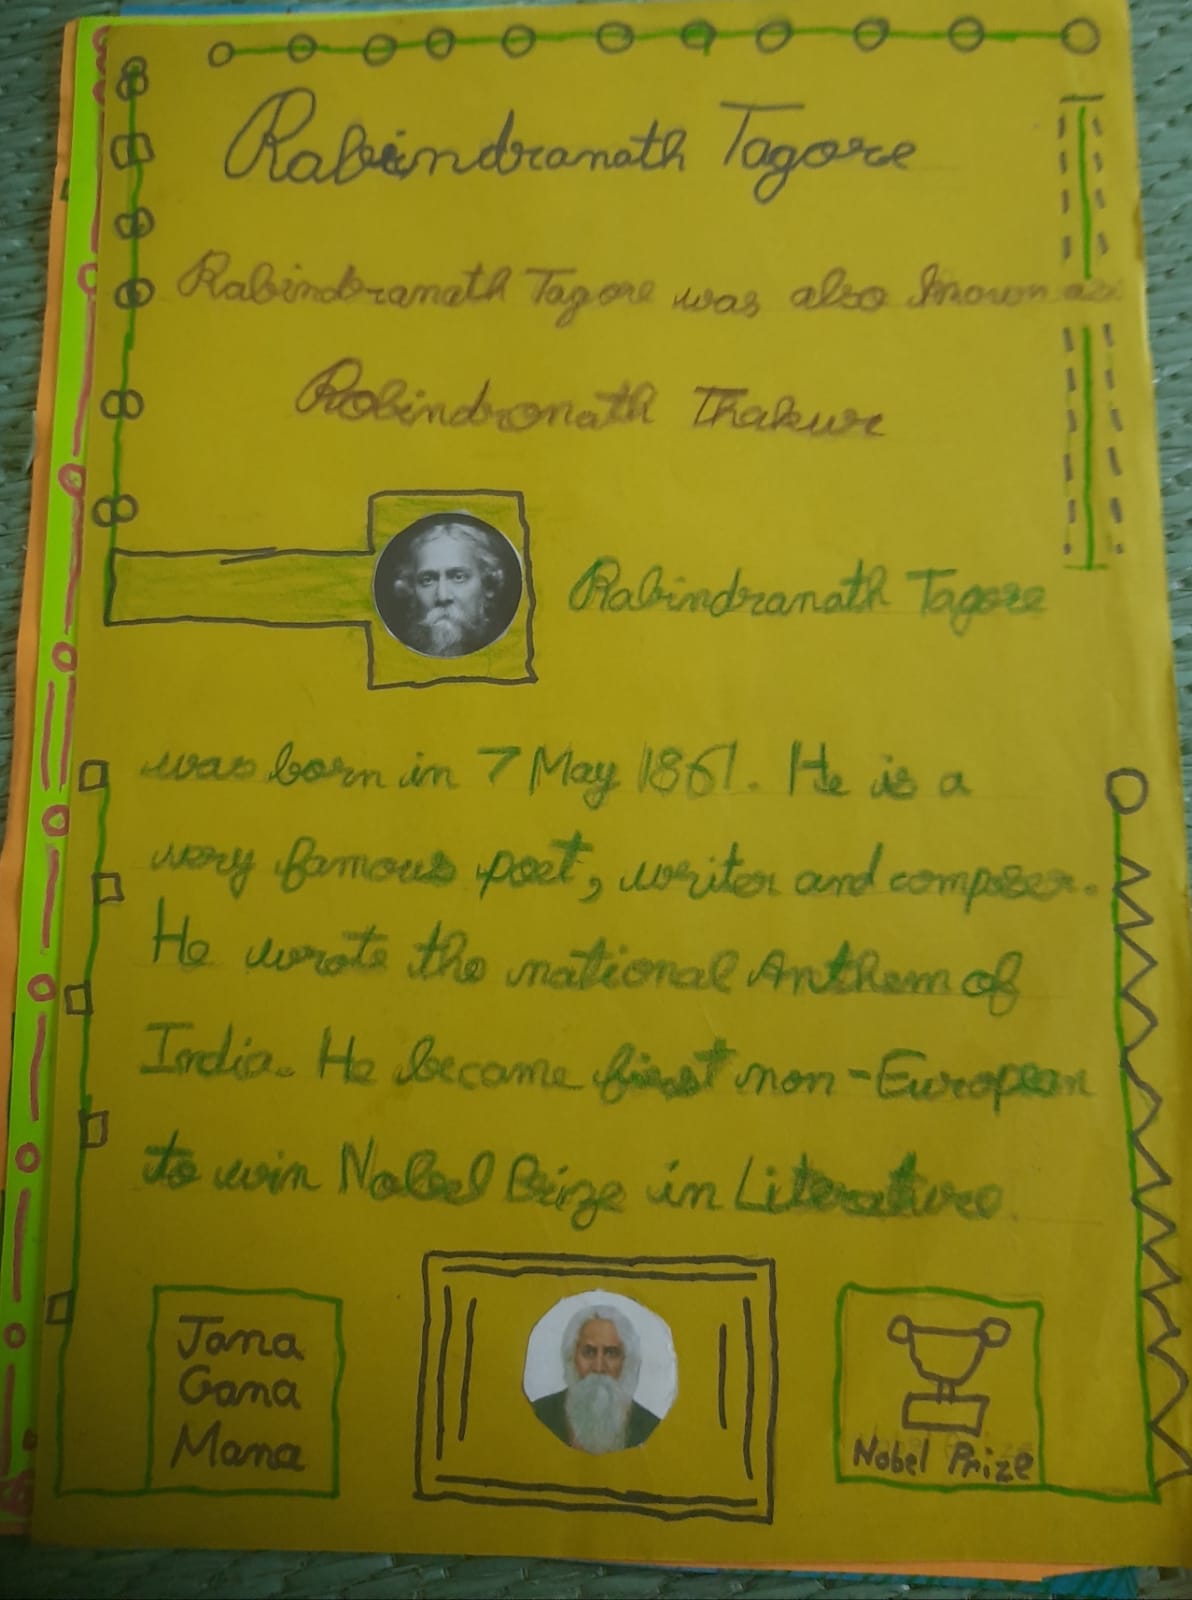 Rabindranath Tagore
Rabindranath Tagore was also known as
Robindronath Thakur
Rabindranath Tagore
was born in 7 May 1861. He is a
very famous poet, writer and composer.
He wrote the national Anthem of
India. He became first non-European
to win Nobel Prize in Literature.
Jana
Gana
Mana
Nobel Prize